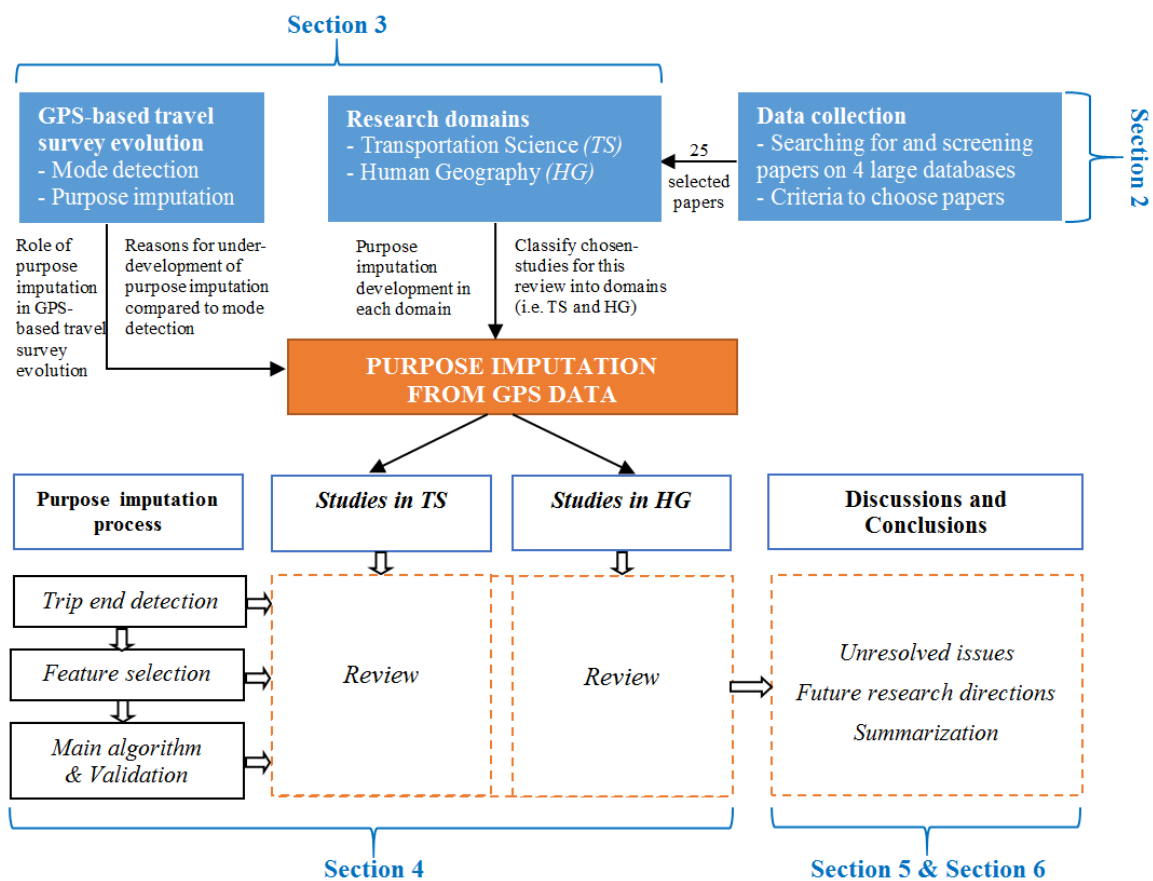 Section 3
GPS-based travel
survey evolution
- Mode detection
- Purpose imputation
Research domains
- Transportation Science (TS)
- Human Geography (HG)
25
selected
papers
Data collection
- Searching for and screening
papers on 4 large databases
- Criteria to choose papers
Section 2
Role of
purpose
imputation
in GPS-
based travel
survey
evolution
Reasons for under-
development of
purpose imputation
compared to mode
detection
Purpose
imputation
development in
each domain
Classify chosen-
studies for this
review into domains
(i.e. TS and HG)
PURPOSE IMPUTATION
FROM GPS DATA
Purpose imputation
process
Studies in TS
Studies in HG
Discussions and
Conclusions
Trip end detection
Feature selection
Main algorithm
& Validation
Review
Review
Unresolved issues
Future research directions
Summarization
Section 4
Section 5 & Section 6